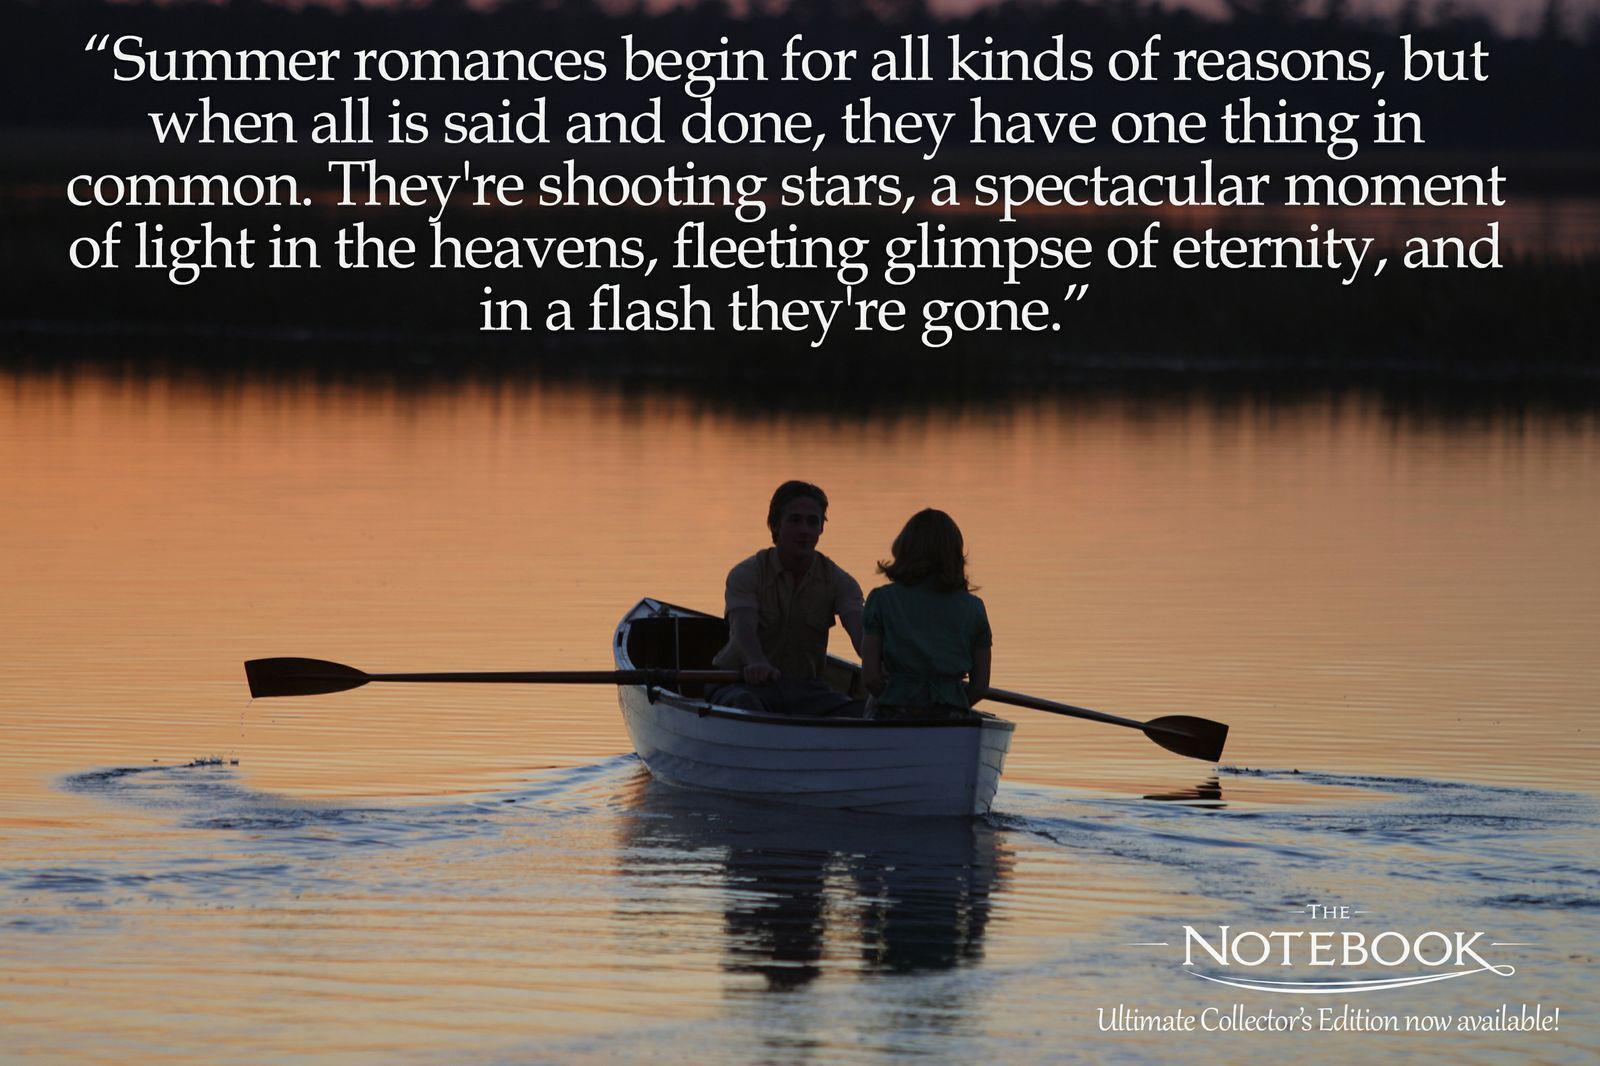 “Summer romances begin for all kinds of reasons, but
when all is said and done, they have one thing in
common. They're shooting stars, a spectacular moment
of light in the heavens, fleeting glimpse of eternity, and
in a flash they're gone.”
THE
NOTEBOOK
Ultimate Collector's Edition now available!